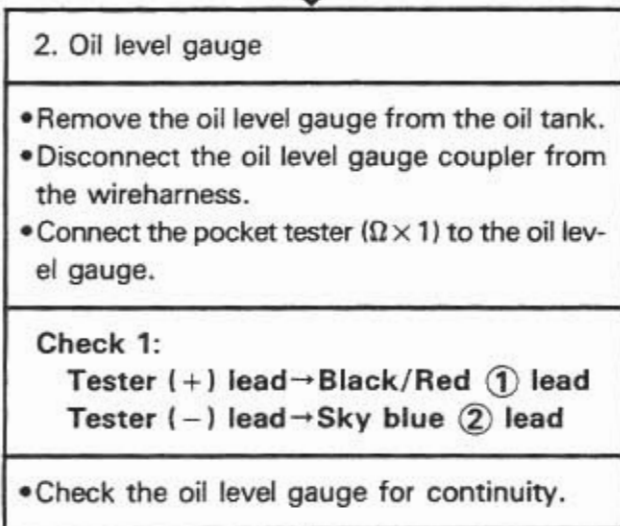 2. Oil level gauge
•Remove the oil level gauge from the oil tank.
•Disconnect the oil level gauge coupler from
the wireharness.
•Connect the pocket tester (Ω×1) to the oil lev-
el gauge.
Check 1:
Tester (+) lead→Black/Red ① lead
Tester (−) lead→Sky blue ② lead
•Check the oil level gauge for continuity.